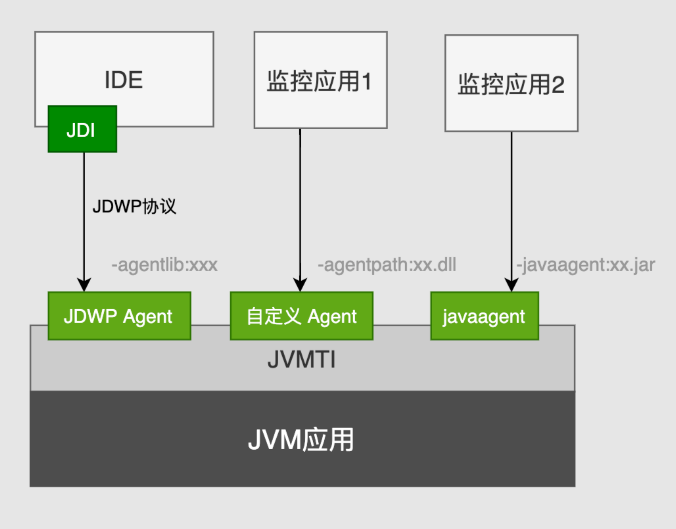 IDE
监控应用1
监控应用2
JDI
JDWP协议
-agentlib:xxx
-agentpath:xx.dll
-javaagent:xx.jar
JDWP Agent
自定义 Agent
javaagent
JVMTI
JVM应用